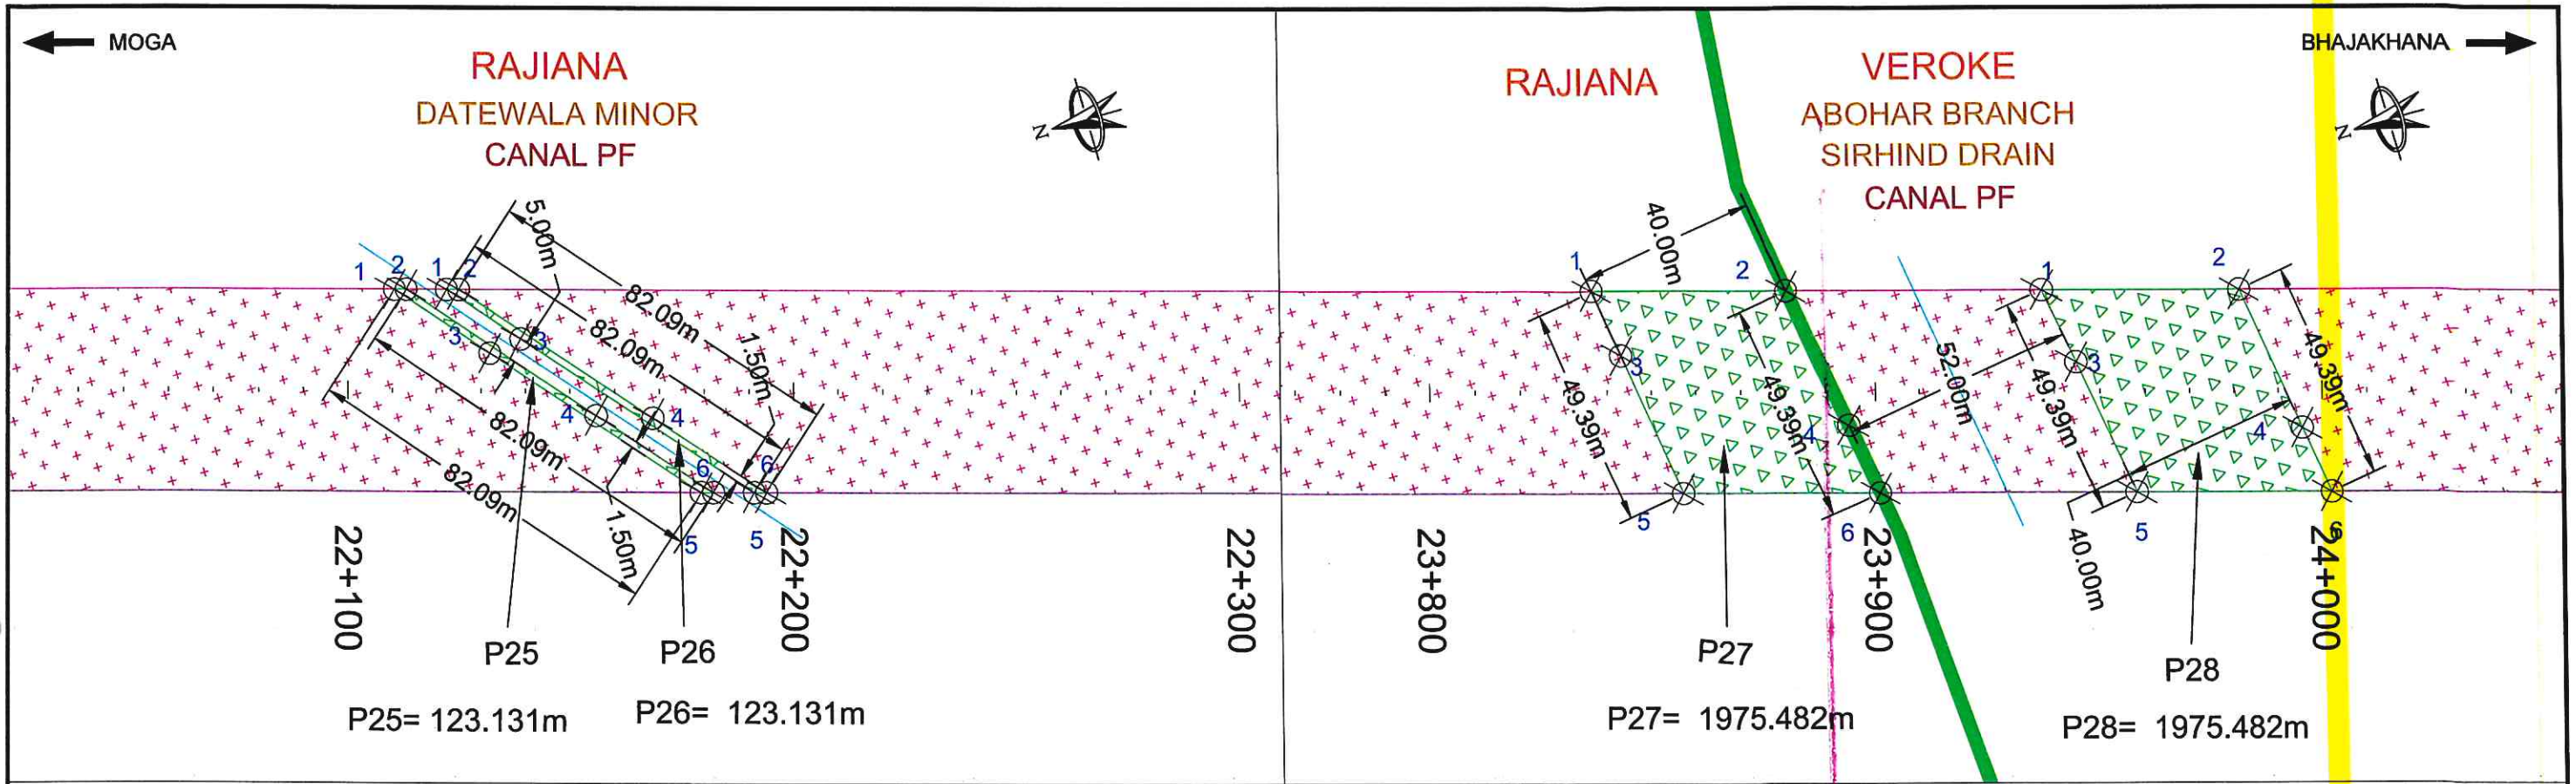 MOGA
RAJIANA
DATEWALA MINOR
CANAL PF
N
5.00m
82.09m
82.09m
1.50m
1 2 1 2
3 3
4 4
6 6
5 5
82.09m
82.09m
1.50m
22+100
22+200
22+300
P25
P26
P25= 123.131m
P26= 123.131m
BHAJAKHANA
RAJIANA
VEROKE
ABOHAR BRANCH
SIRHIND DRAIN
CANAL PF
N
40.00m
1 2
3
4
5 6
49.39m
49.39m
52.00m
1 2
3
4
5
49.39m
49.39m
40.00m
23+800
23+900
24+000
P27
P28
P27= 1975.482m
P28= 1975.482m